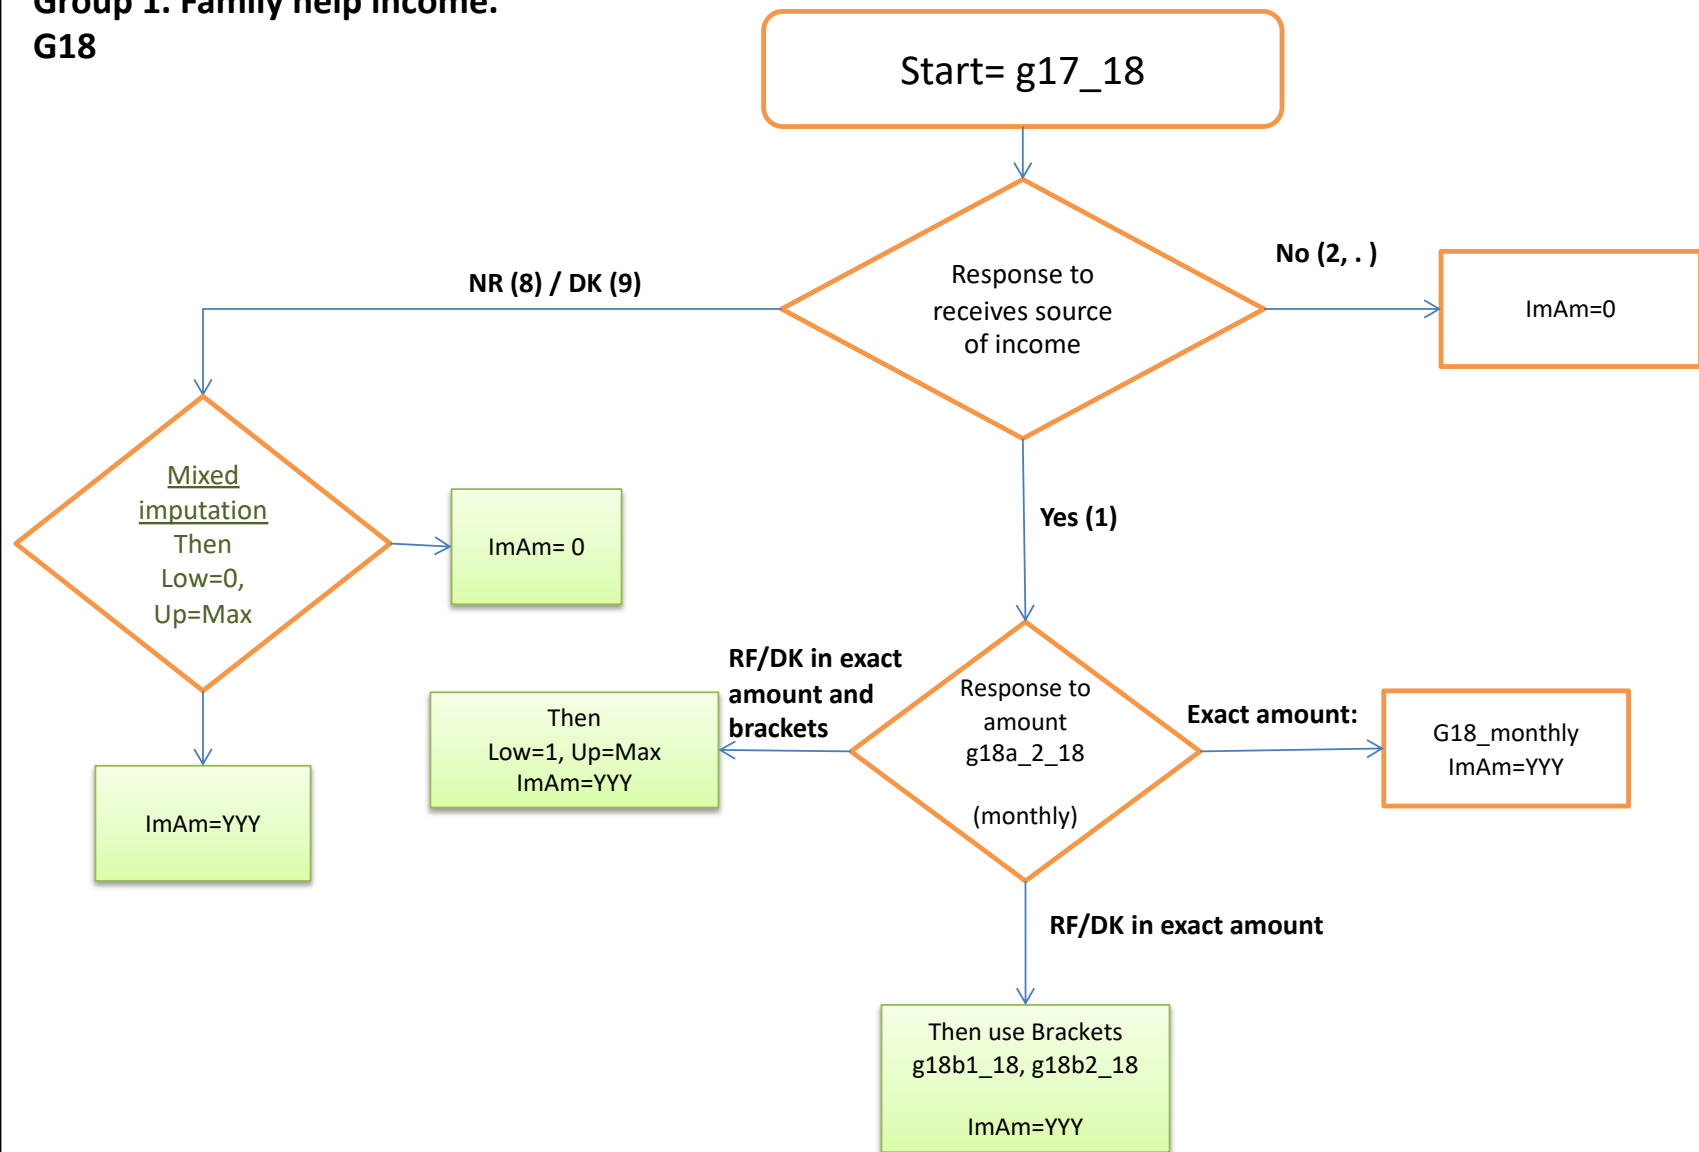 Group 1. Family help income.
G18
Start= g17_18
No (2, . )
NR (8) / DK (9)
Response to
receives source
of income
ImAm=0
Mixed
imputation
Then
Low=0,
Up=Max
ImAm= 0
Yes (1)
RF/DK in exact
amount and
brackets
Response to
amount
g18a_2_18
(monthly)
Exact amount:
Then
Low=1, Up=Max
ImAm=YYY
G18_monthly
ImAm=YYY
ImAm=YYY
RF/DK in exact amount
Then use Brackets
g18b1_18, g18b2_18
ImAm=YYY